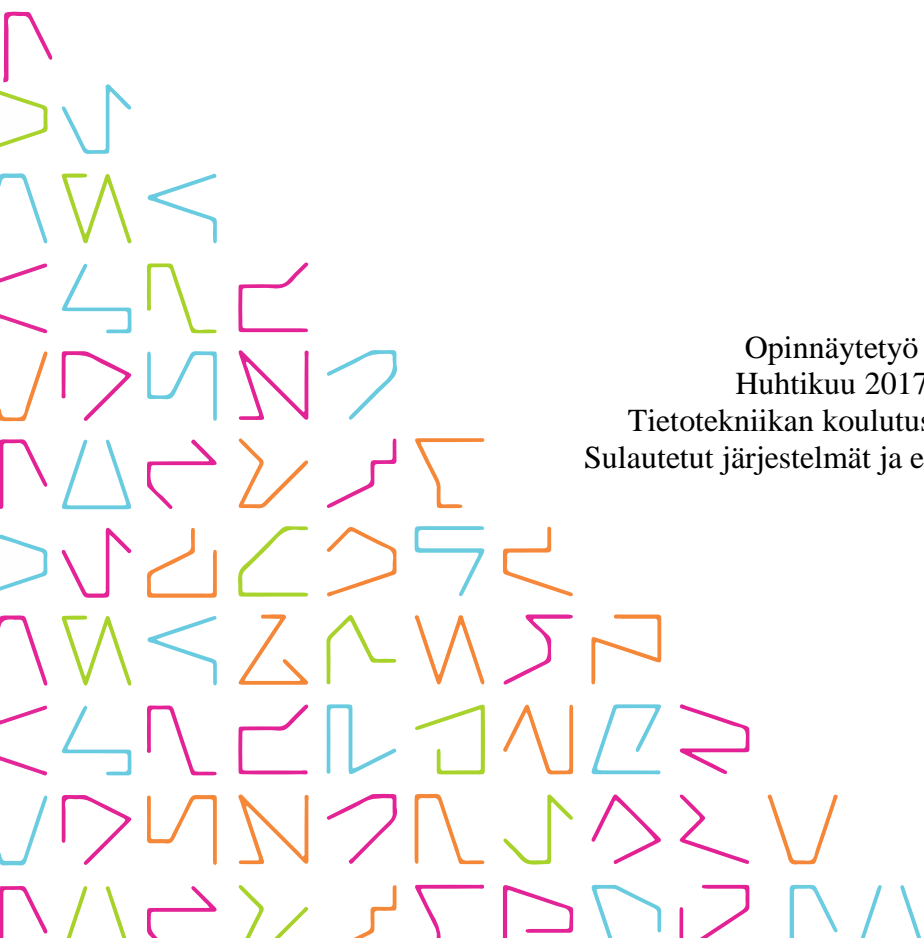 Opinnäytetyö
Huhtikuu 2017
Tietotekniikan koulutus
Sulautetut järjestelmät ja e